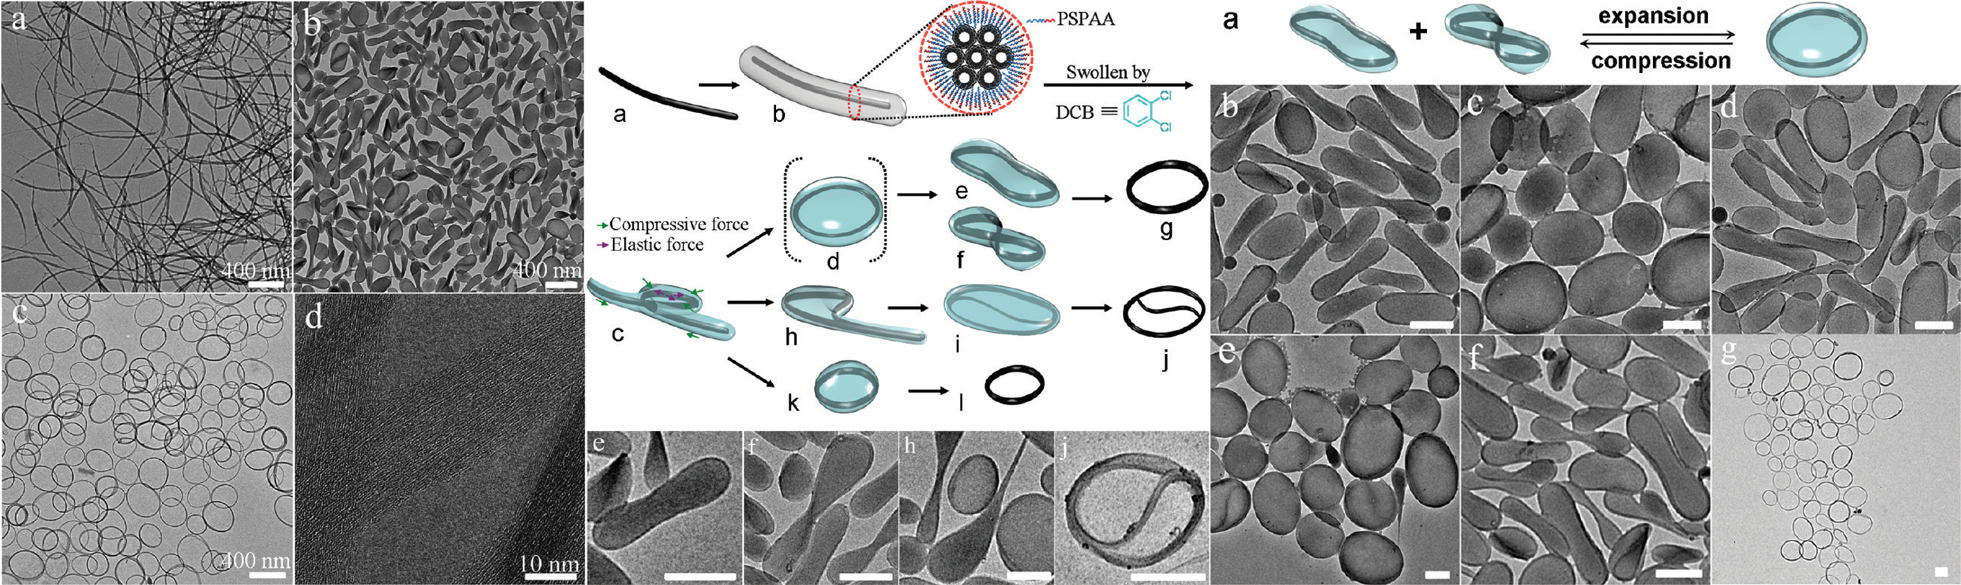 a
400 nm
b
400 nm
c
400 nm
d
10 nm
a
b
PSPAA
Swollen by
DCB ≡
Cl
Cl
Compressive force
Elastic force
c
d
e
f
g
h
i
j
k
l
e
f
h
j
a
+
expansion
compression
b
c
d
e
f
g